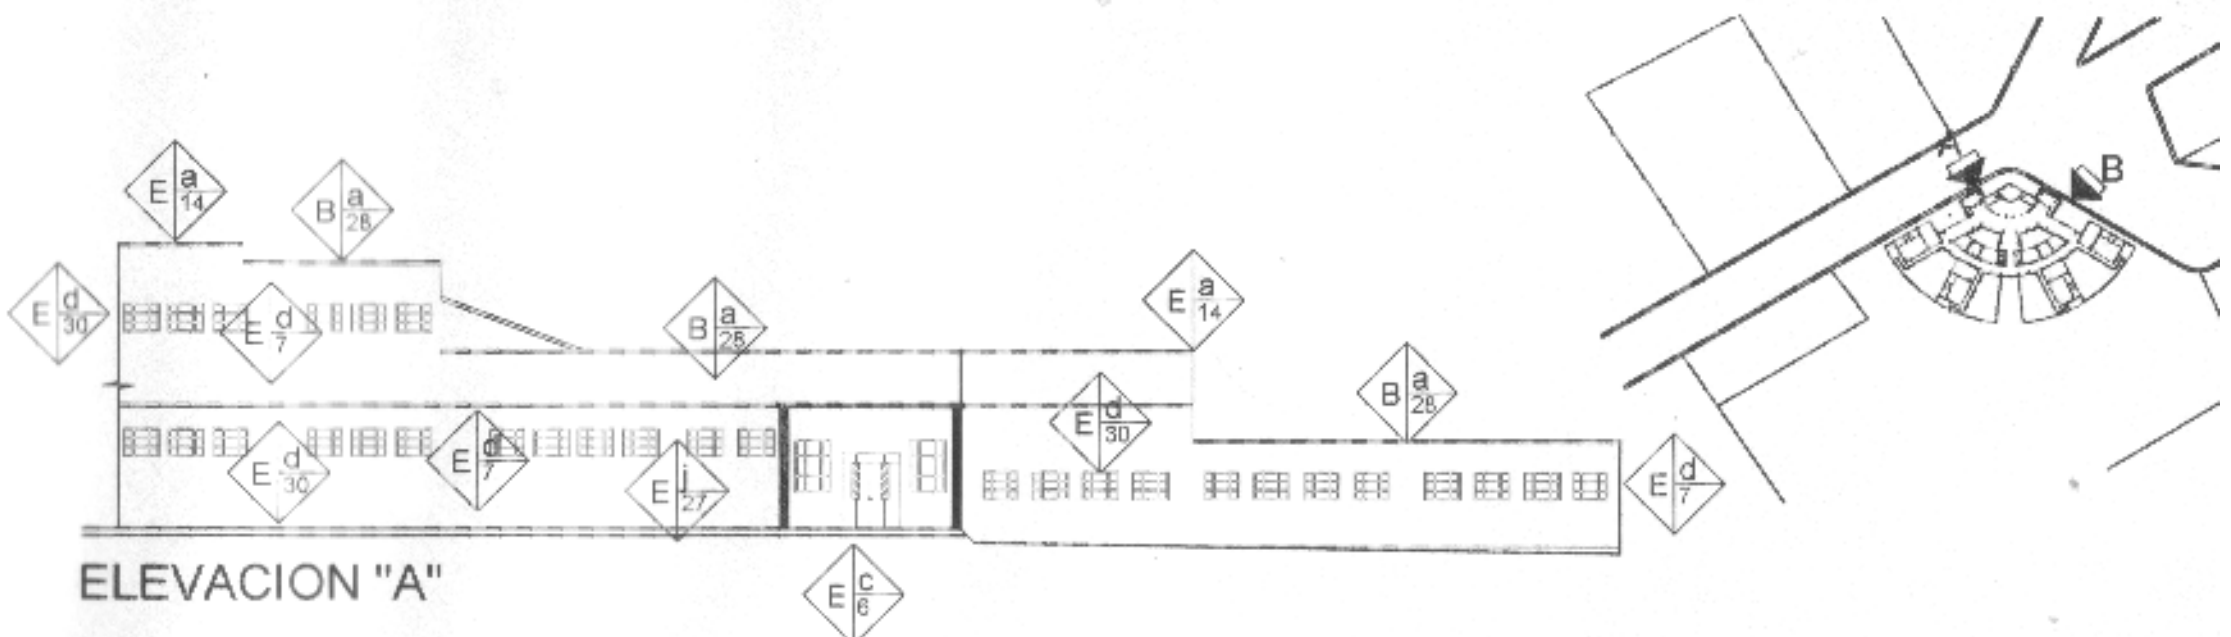 E a 14
B a 28
E d 30
E d 7
B a 28
E a 14
B a 28
E d 30
E d 7
E d 30
E d 7
E j 27
E c 6
ELEVACION "A"
A
B